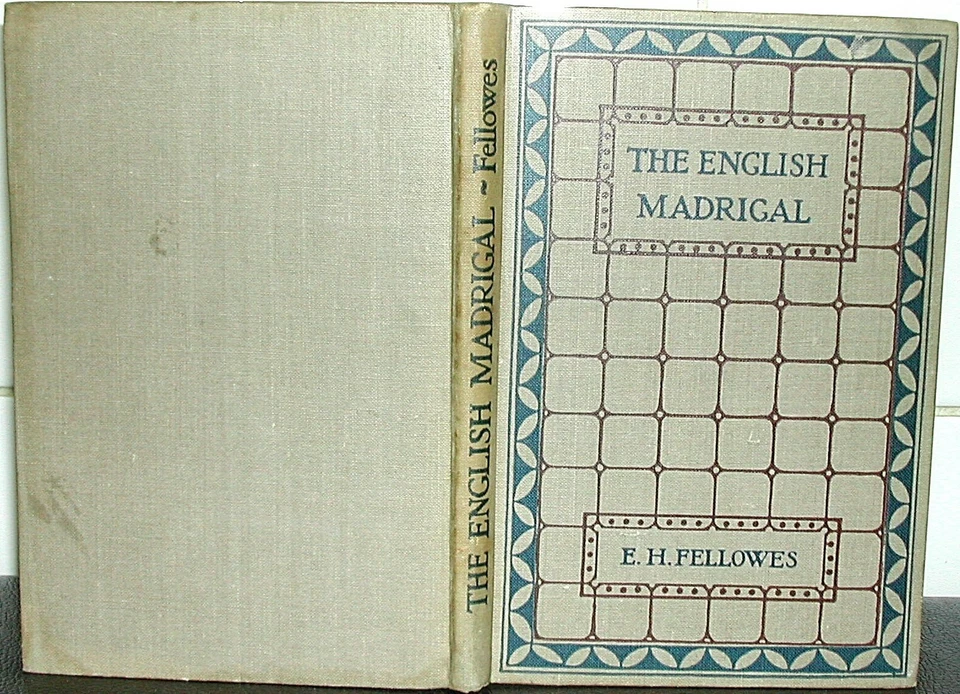 THE ENGLISH MADRIGAL ~ Fellowes
THE ENGLISH
MADRIGAL
E. H. FELLOWES